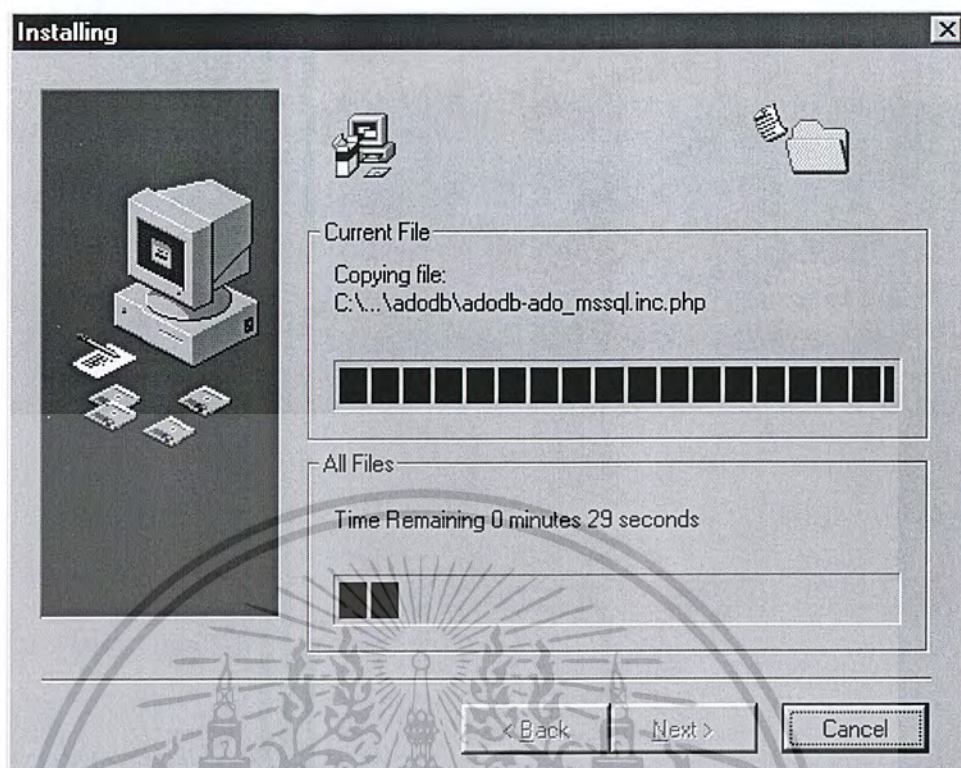 Installing
Current File
Copying file:
C:\...\adodb\adodb-ado_mssql.inc.php
All Files
Time Remaining 0 minutes 29 seconds
< Back
Next >
Cancel